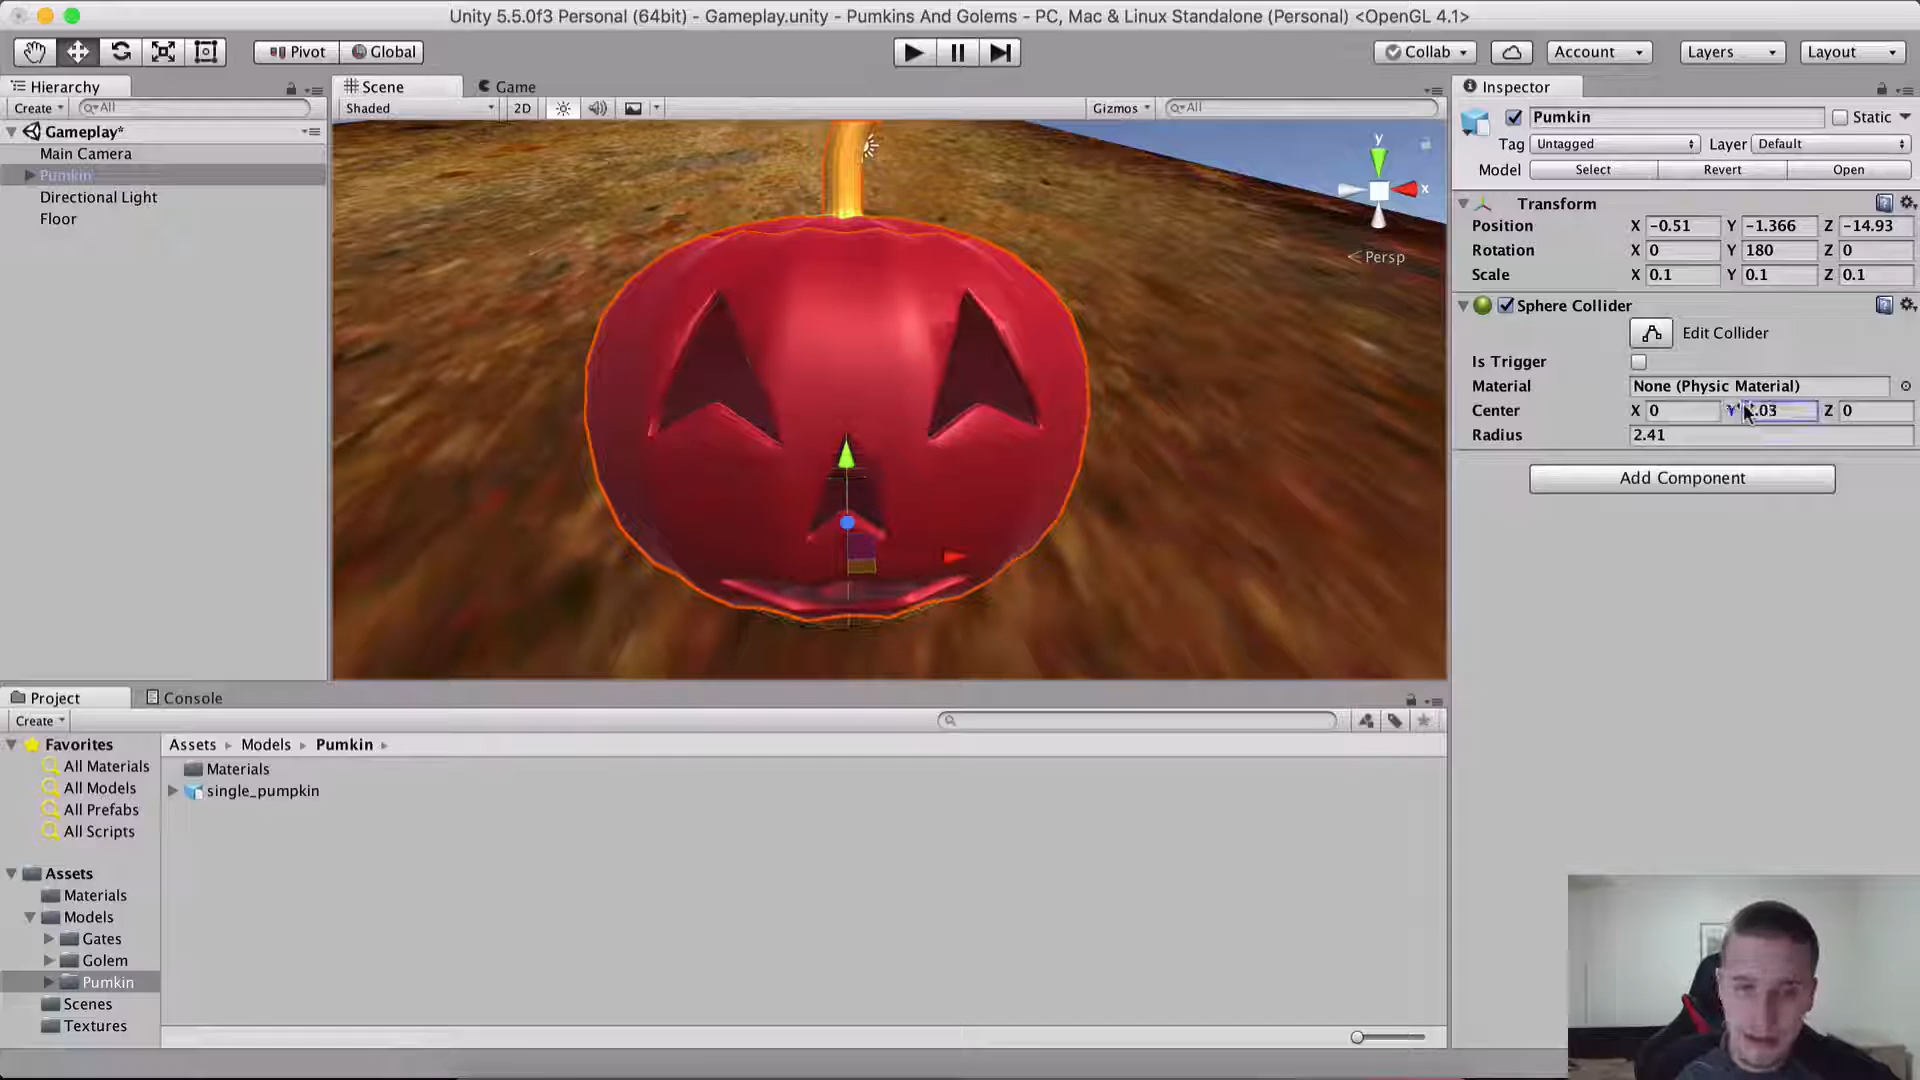 Unity 5.5.0f3 Personal (64bit) - Gameplay.unity - Pumkins And Golems - PC, Mac & Linux Standalone (Personal) <OpenGL 4.1>
Pivot Global Collab Account Layers Layout
Hierarchy
Create All
Gameplay*
Main Camera
Pumkin
Directional Light
Floor
Scene Game
Shaded 2D Gizmos All
y
x
Persp
Inspector
Pumkin Static
Tag Untagged Layer Default
Model Select Revert Open
Transform
Position X -0.51 Y -1.366 Z -14.93
Rotation X 0 Y 180 Z 0
Scale X 0.1 Y 0.1 Z 0.1
Sphere Collider
Edit Collider
Is Trigger
Material None (Physic Material)
Center X 0 Y .03 Z 0
Radius 2.41
Add Component
Project Console
Create
Favorites
All Materials
All Models
All Prefabs
All Scripts
Assets
Materials
Models
Gates
Golem
Pumkin
Scenes
Textures
Assets Models Pumkin
Materials
single_pumpkin